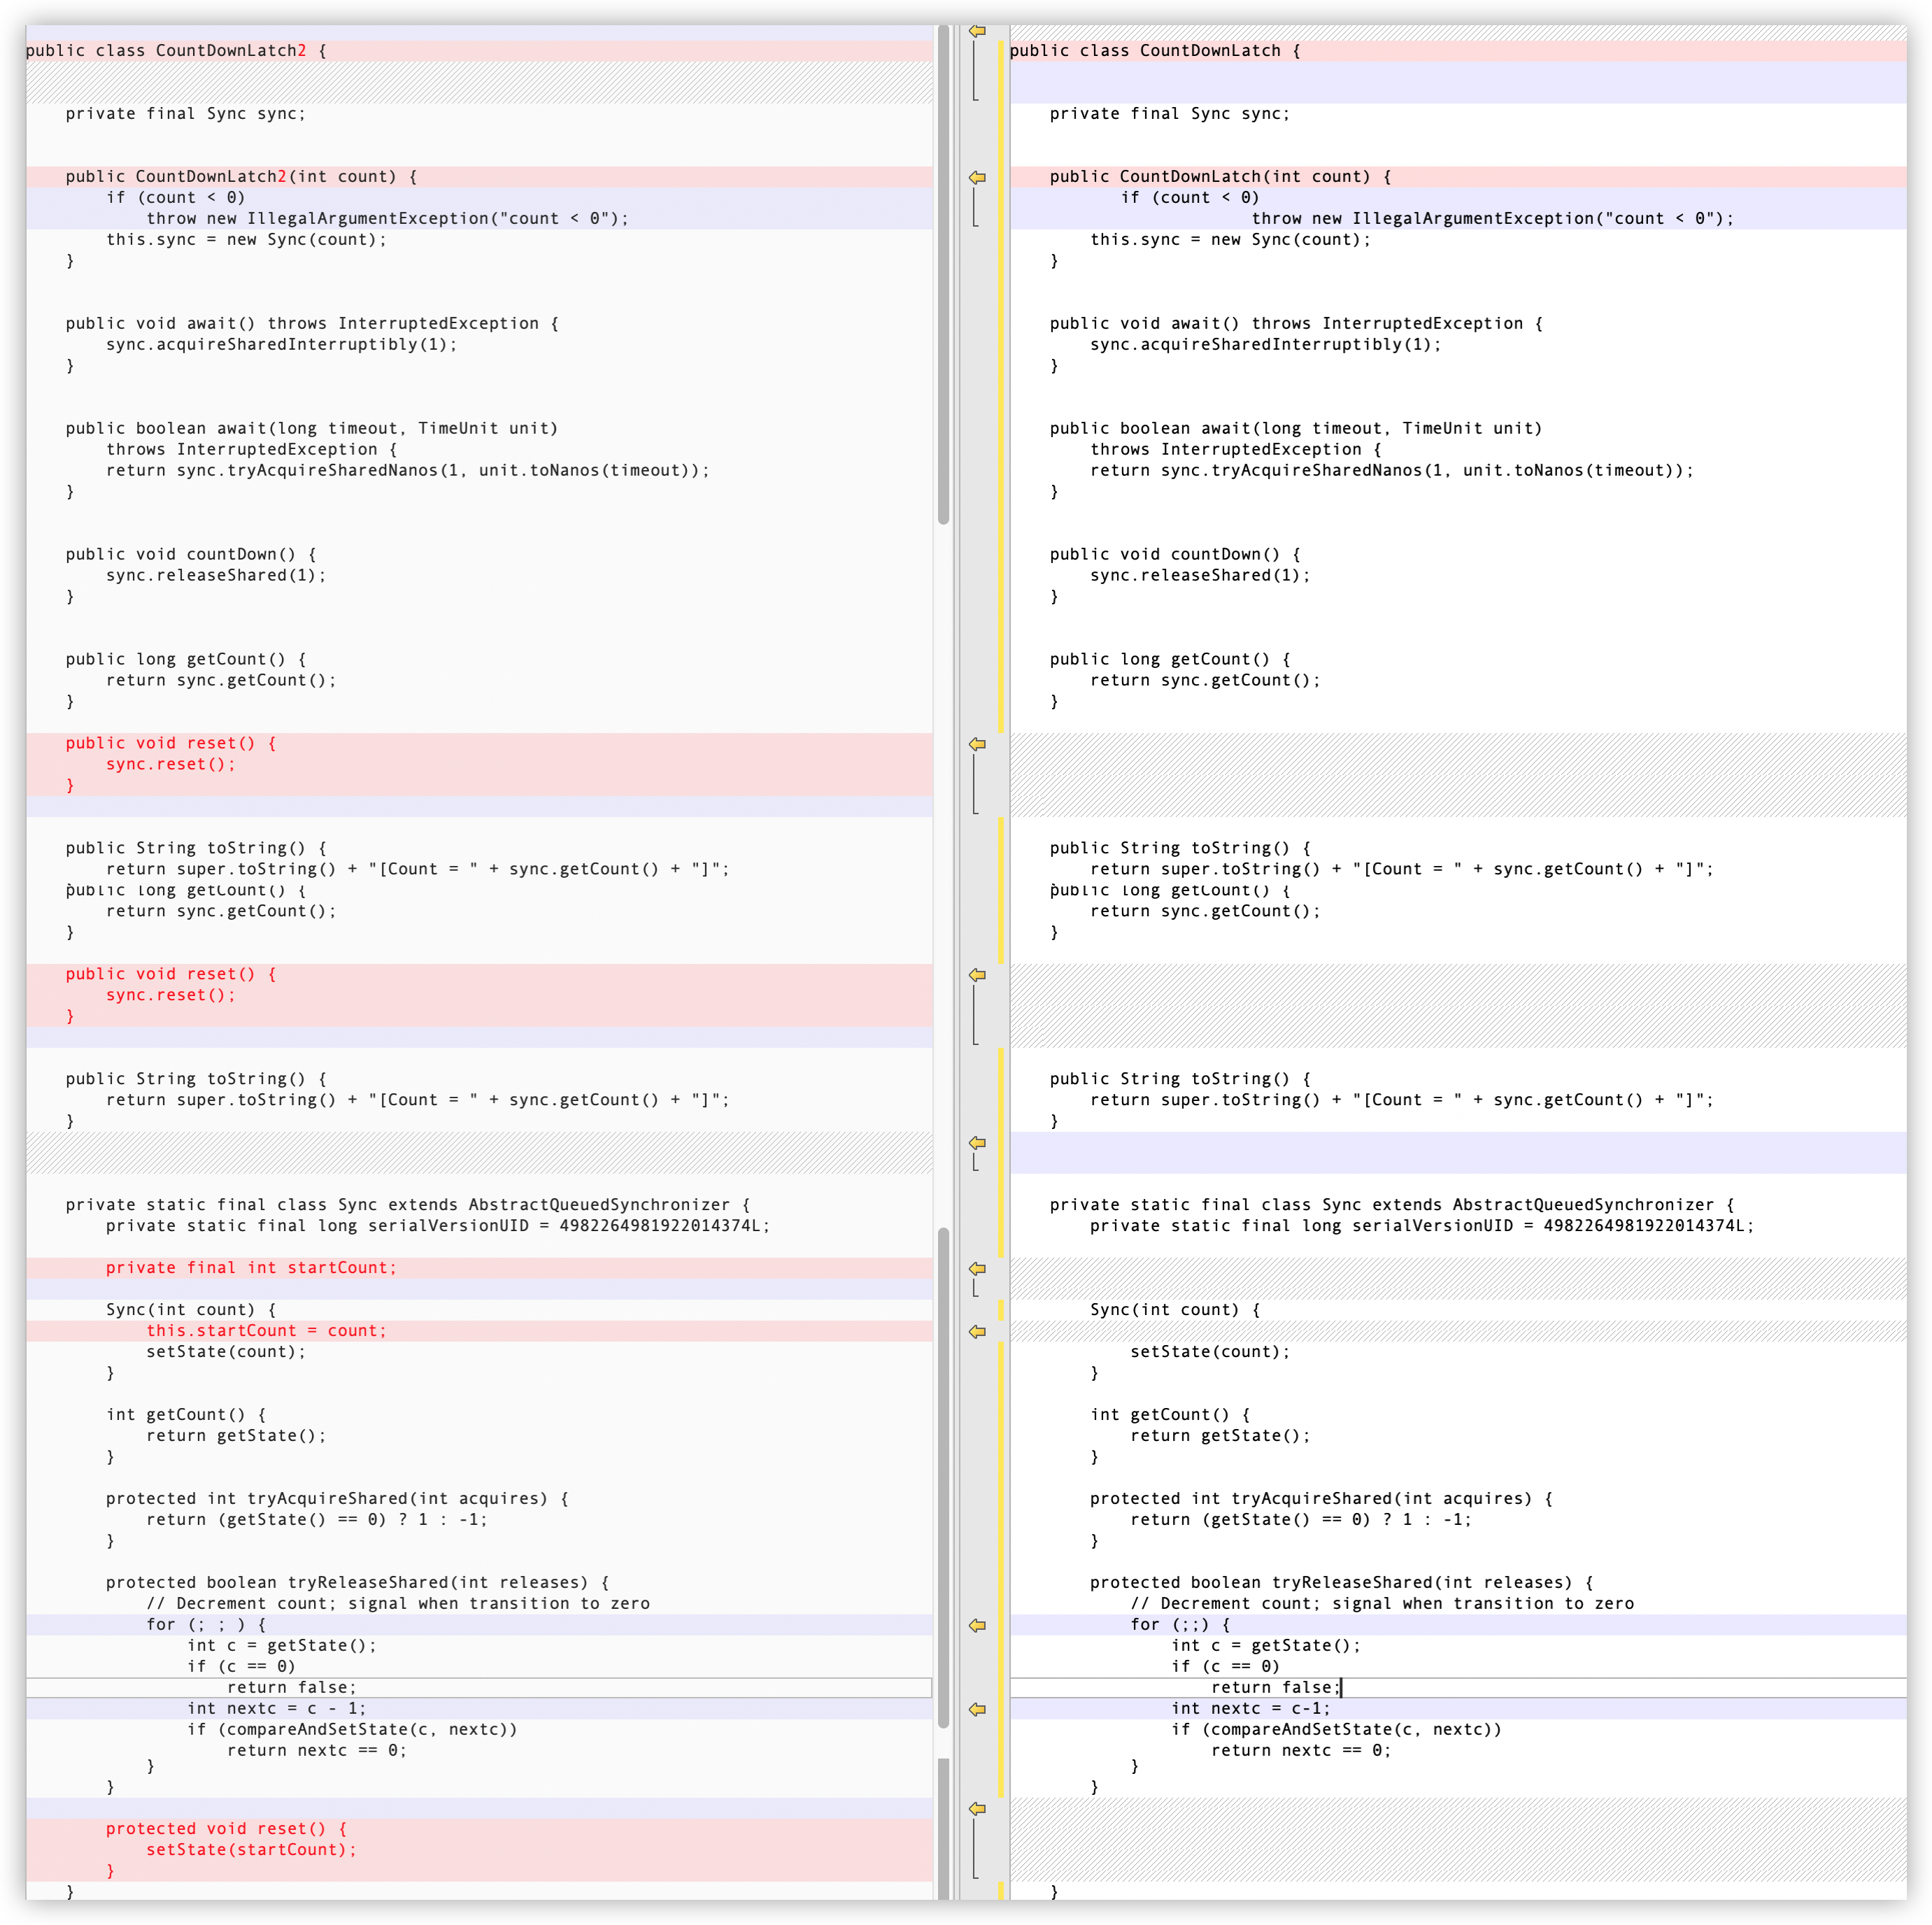 public class CountDownLatch2 {
    private final Sync sync;
    public CountDownLatch2(int count) {
        if (count < 0)
            throw new IllegalArgumentException("count < 0");
        this.sync = new Sync(count);
    }
    public void await() throws InterruptedException {
        sync.acquireSharedInterruptibly(1);
    }
    public boolean await(long timeout, TimeUnit unit)
        throws InterruptedException {
        return sync.tryAcquireSharedNanos(1, unit.toNanos(timeout));
    }
    public void countDown() {
        sync.releaseShared(1);
    }
    public long getCount() {
        return sync.getCount();
    }
    public void reset() {
        sync.reset();
    }
    public String toString() {
        return super.toString() + "[Count = " + sync.getCount() + "]";
    public long getCount() {
        return sync.getCount();
    }
    public void reset() {
        sync.reset();
    }
    public String toString() {
        return super.toString() + "[Count = " + sync.getCount() + "]";
    }
    private static final class Sync extends AbstractQueuedSynchronizer {
        private static final long serialVersionUID = 4982264981922014374L;
        private final int startCount;
        Sync(int count) {
            this.startCount = count;
            setState(count);
        }
        int getCount() {
            return getState();
        }
        protected int tryAcquireShared(int acquires) {
            return (getState() == 0) ? 1 : -1;
        }
        protected boolean tryReleaseShared(int releases) {
            // Decrement count; signal when transition to zero
            for (; ; ) {
                int c = getState();
                if (c == 0)
                    return false;
                int nextc = c - 1;
                if (compareAndSetState(c, nextc))
                    return nextc == 0;
            }
        }
        protected void reset() {
            setState(startCount);
        }
    }
public class CountDownLatch {
    private final Sync sync;
    public CountDownLatch(int count) {
        if (count < 0)
            throw new IllegalArgumentException("count < 0");
        this.sync = new Sync(count);
    }
    public void await() throws InterruptedException {
        sync.acquireSharedInterruptibly(1);
    }
    public boolean await(long timeout, TimeUnit unit)
        throws InterruptedException {
        return sync.tryAcquireSharedNanos(1, unit.toNanos(timeout));
    }
    public void countDown() {
        sync.releaseShared(1);
    }
    public long getCount() {
        return sync.getCount();
    }
    public String toString() {
        return super.toString() + "[Count = " + sync.getCount() + "]";
    public long getCount() {
        return sync.getCount();
    }
    public String toString() {
        return super.toString() + "[Count = " + sync.getCount() + "]";
    }
    private static final class Sync extends AbstractQueuedSynchronizer {
        private static final long serialVersionUID = 4982264981922014374L;
        Sync(int count) {
            setState(count);
        }
        int getCount() {
            return getState();
        }
        protected int tryAcquireShared(int acquires) {
            return (getState() == 0) ? 1 : -1;
        }
        protected boolean tryReleaseShared(int releases) {
            // Decrement count; signal when transition to zero
            for (;;) {
                int c = getState();
                if (c == 0)
                    return false;
                int nextc = c-1;
                if (compareAndSetState(c, nextc))
                    return nextc == 0;
            }
        }
    }